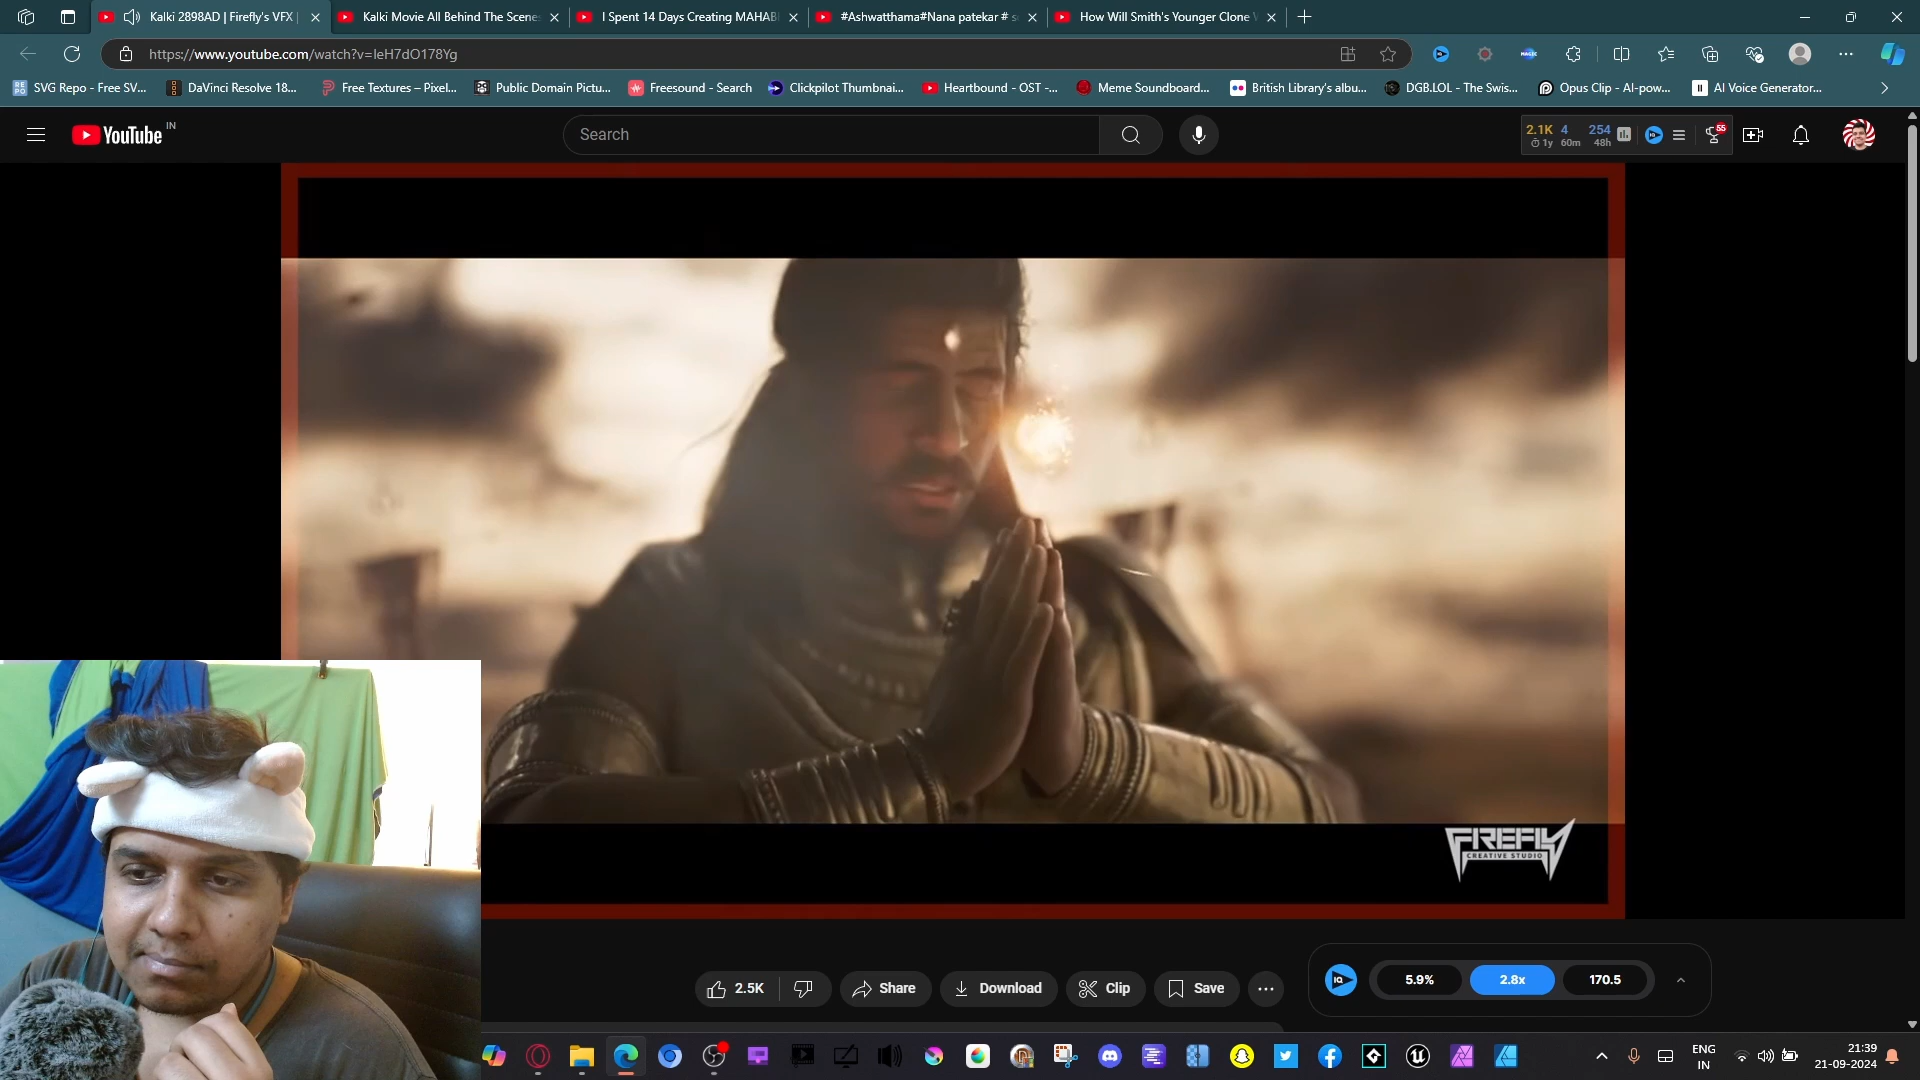 Kalki 2898AD | Firefly's VFX |
Kalki Movie All Behind The Scene
I Spent 14 Days Creating MAHAB
#Ashwatthama#Nana patekar # s
How Will Smith's Younger Clone V
https://www.youtube.com/watch?v=IeH7dO178Yg
SVG Repo - Free SV...
DaVinci Resolve 18...
Free Textures – Pixel...
Public Domain Pictu...
Freesound - Search
Clickpilot Thumbnai...
Heartbound - OST -...
Meme Soundboard...
British Library's albu...
DGB.LOL - The Swis...
Opus Clip - AI-pow...
AI Voice Generator...
YouTube IN
Search
2.1K 4 254
1y 60m 48h
55
FIREFLY
CREATIVE STUDIO
2.5K
Share
Download
Clip
Save
IQ
5.9%
2.8x
170.5
ENG
IN
21:39
21-09-2024